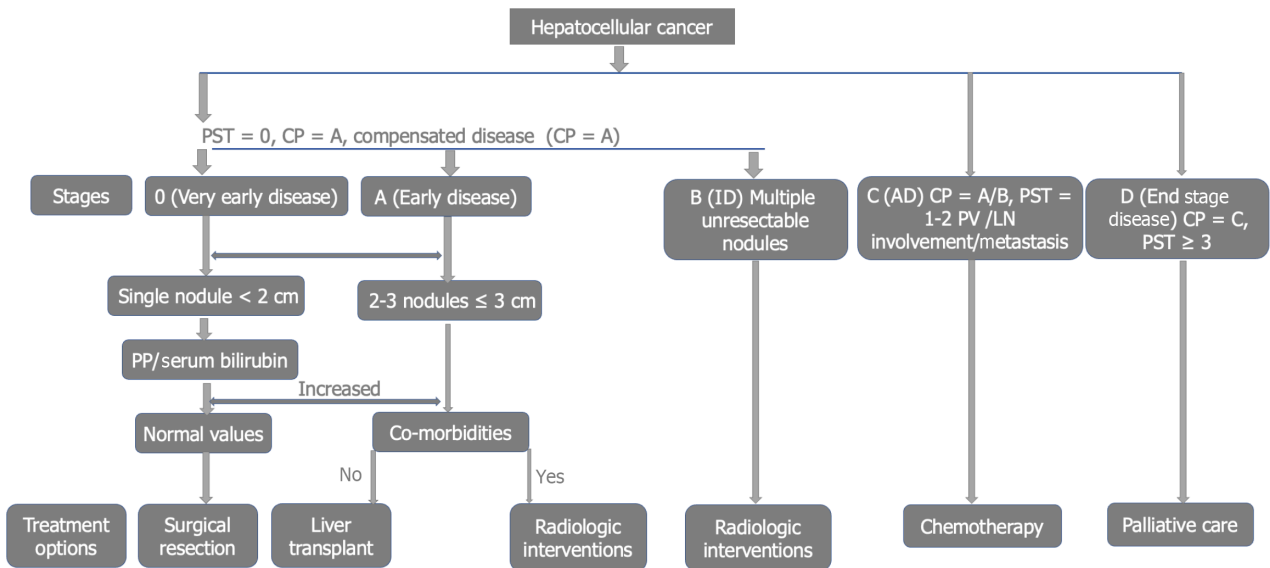 Hepatocellular cancer
PST = 0, CP = A, compensated disease (CP = A)
Stages
0 (Very early disease)
A (Early disease)
B (ID) Multiple
unresectable
nodules
C (AD) CP = A/B, PST =
1-2 PV /LN
involvement/metastasis
D (End stage
disease) CP = C,
PST ≥ 3
Single nodule < 2 cm
2-3 nodules ≤ 3 cm
PP/serum bilirubin
Increased
Normal values
Co-morbidities
No
Yes
Treatment
options
Surgical
resection
Liver
transplant
Radiologic
interventions
Radiologic
interventions
Chemotherapy
Palliative care